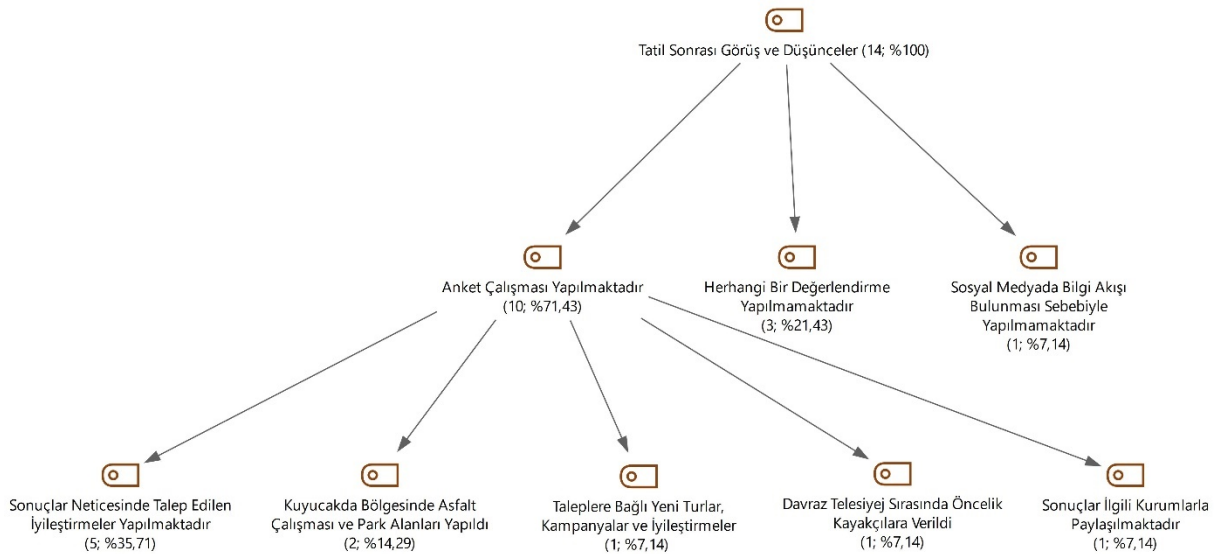 Tatil Sonrası Görüş ve Düşünceler (14; %100)
Anket Çalışması Yapılmaktadır
(10; %71,43)
Herhangi Bir Değerlendirme
Yapılmamaktadır
(3; %21,43)
Sosyal Medyada Bilgi Akışı
Bulunması Sebebiyle
Yapılmamaktadır
(1; %7,14)
Sonuçlar Neticesinde Talep Edilen
İyileştirmeler Yapılmaktadır
(5; %35,71)
Kuyucakda Bölgesinde Asfalt
Çalışması ve Park Alanları Yapıldı
(2; %14,29)
Taleplere Bağlı Yeni Turlar,
Kampanyalar ve İyileştirmeler
(1; %7,14)
Davraz Telesiyej Sırasında Öncelik
Kayakçılara Verildi
(1; %7,14)
Sonuçlar İlgili Kurumlarla
Paylaşılmaktadır
(1; %7,14)